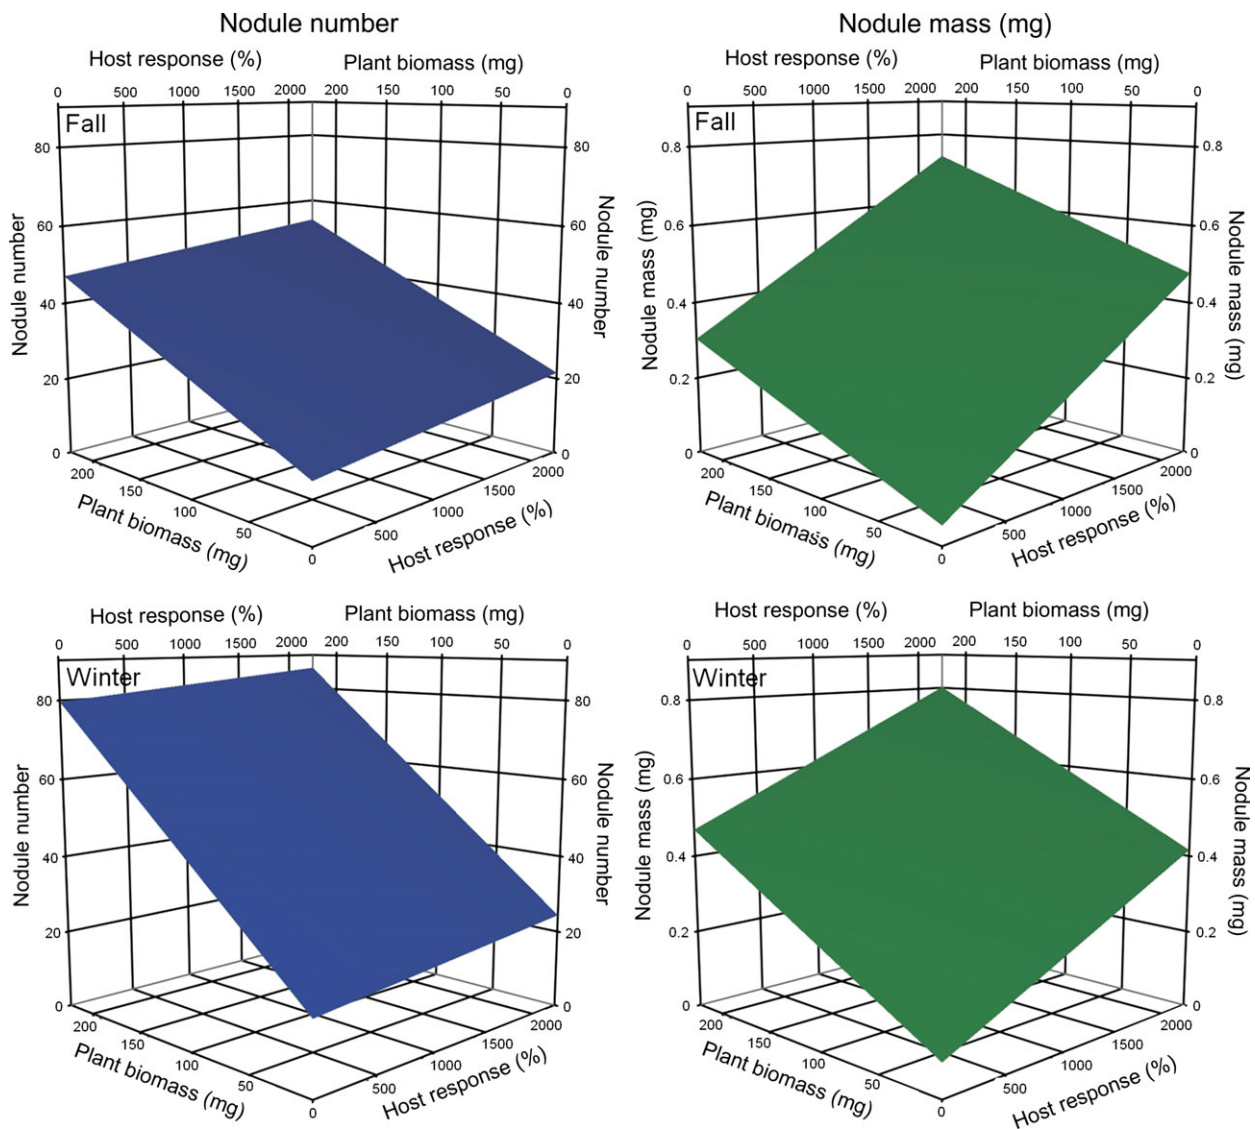 Nodule number
Nodule mass (mg)
Host response (%)
Plant biomass (mg)
0 500 1000 1500 2000 200 150 100 50 0
Fall
80 60 40 20 0
Nodule number
80 60 40 20 0
Nodule number
200 150 100 50 0
Plant biomass (mg)
500 1000 1500 2000
Host response (%)
Host response (%)
Plant biomass (mg)
0 500 1000 1500 2000 200 150 100 50 0
Fall
0.8 0.6 0.4 0.2 0
Nodule mass (mg)
0.8 0.6 0.4 0.2 0
Nodule mass (mg)
200 150 100 50 0
Plant biomass (mg)
500 1000 1500 2000
Host response (%)
Host response (%)
Plant biomass (mg)
0 500 1000 1500 2000 200 150 100 50 0
Winter
80 60 40 20 0
Nodule number
80 60 40 20 0
Nodule number
200 150 100 50 0
Plant biomass (mg)
500 1000 1500 2000
Host response (%)
Host response (%)
Plant biomass (mg)
0 500 1000 1500 2000 200 150 100 50 0
Winter
0.8 0.6 0.4 0.2 0
Nodule mass (mg)
0.8 0.6 0.4 0.2 0
Nodule mass (mg)
200 150 100 50 0
Plant biomass (mg)
500 1000 1500 2000
Host response (%)